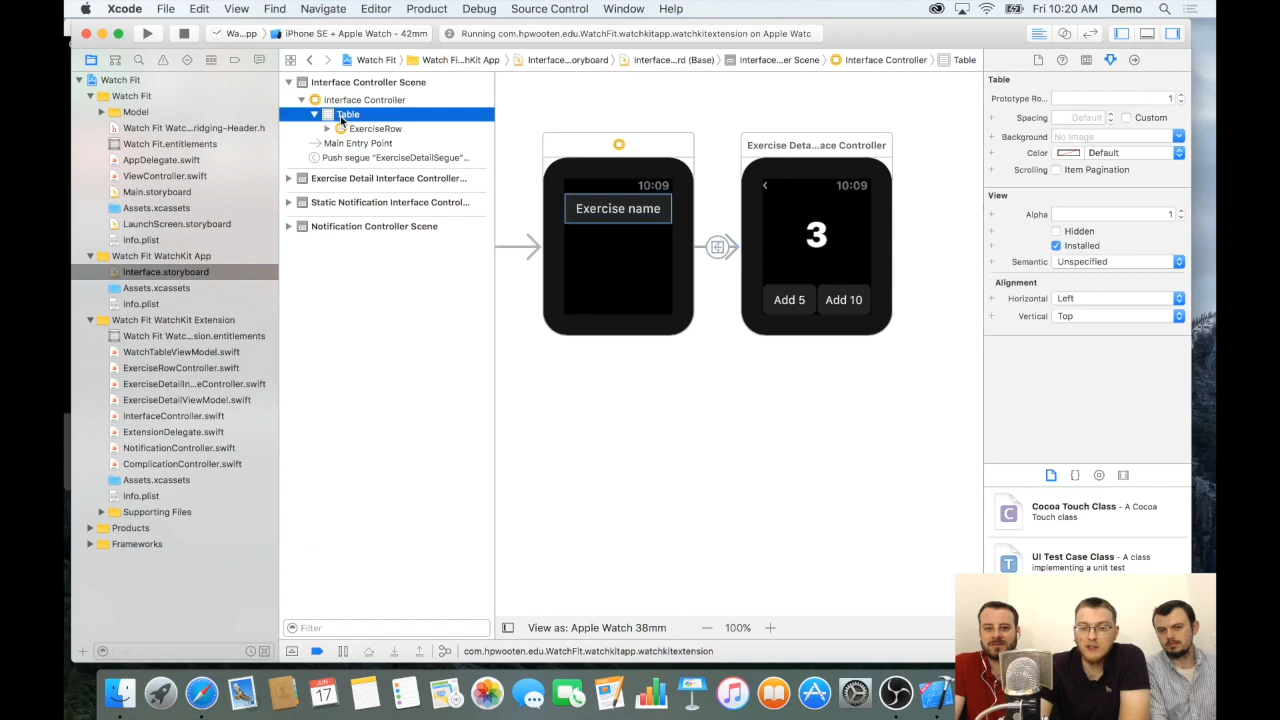 Xcode File Edit View Find Navigate Editor Product Debug Source Control Window Help Fri 10:20 AM Demo
Wa...pp iPhone SE + Apple Watch - 42mm Running com.hpwooten.edu.WatchFit.watchkitapp.watchkitextension on Apple Watc
Watch Fit Watch Fi...hKit App Interface...oryboard Interface...rd (Base) Interface...er Scene Interface Controller Table
Watch Fit
Watch Fit
Model
Watch Fit Watc...ridging-Header.h
Watch Fit.entitlements
AppDelegate.swift
ViewController.swift
Main.storyboard
Assets.xcassets
LaunchScreen.storyboard
Info.plist
Watch Fit WatchKit App
Interface.storyboard
Assets.xcassets
Info.plist
Watch Fit WatchKit Extension
Watch Fit Watc...sion.entitlements
WatchTableViewModel.swift
ExerciseRowController.swift
ExerciseDetailIn...eController.swift
ExerciseDetailViewModel.swift
InterfaceController.swift
ExtensionDelegate.swift
NotificationController.swift
ComplicationController.swift
Assets.xcassets
Info.plist
Supporting Files
Products
Frameworks
Interface Controller Scene
Interface Controller
Table
ExerciseRow
Main Entry Point
Push segue "ExerciseDetailSegue"...
Exercise Detail Interface Controller...
Static Notification Interface Control...
Notification Controller Scene
Filter
10:09
Exercise name
Exercise Deta...ace Controller
10:09
3
Add 5 Add 10
View as: Apple Watch 38mm 100%
com.hpwooten.edu.WatchFit.watchkitapp.watchkitextension
Table
Prototype Ro... 1
Spacing Default Custom
Background No Image
Color Default
Scrolling Item Pagination
View
Alpha 1
Hidden
Installed
Semantic Unspecified
Alignment
Horizontal Left
Vertical Top
Cocoa Touch Class - A Cocoa
Touch class
UI Test Case Class - A class
implementing a unit test
JUN
17